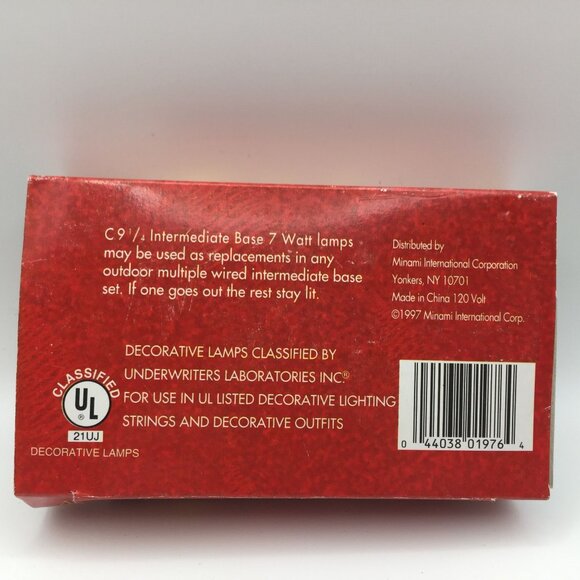 C 9 1/4 Intermediate Base 7 Watt lamps
may be used as replacements in any
outdoor multiple wired intermediate base
set. If one goes out the rest stay lit.
Distributed by
Minami International Corporation
Yonkers, NY 10701
Made in China 120 Volt
©1997 Minami International Corp.
DECORATIVE LAMPS CLASSIFIED BY
UNDERWRITERS LABORATORIES INC.®
FOR USE IN UL LISTED DECORATIVE LIGHTING
STRINGS AND DECORATIVE OUTFITS
CLASSIFIED
UL ®
21UJ
DECORATIVE LAMPS
0 44038 01976 4